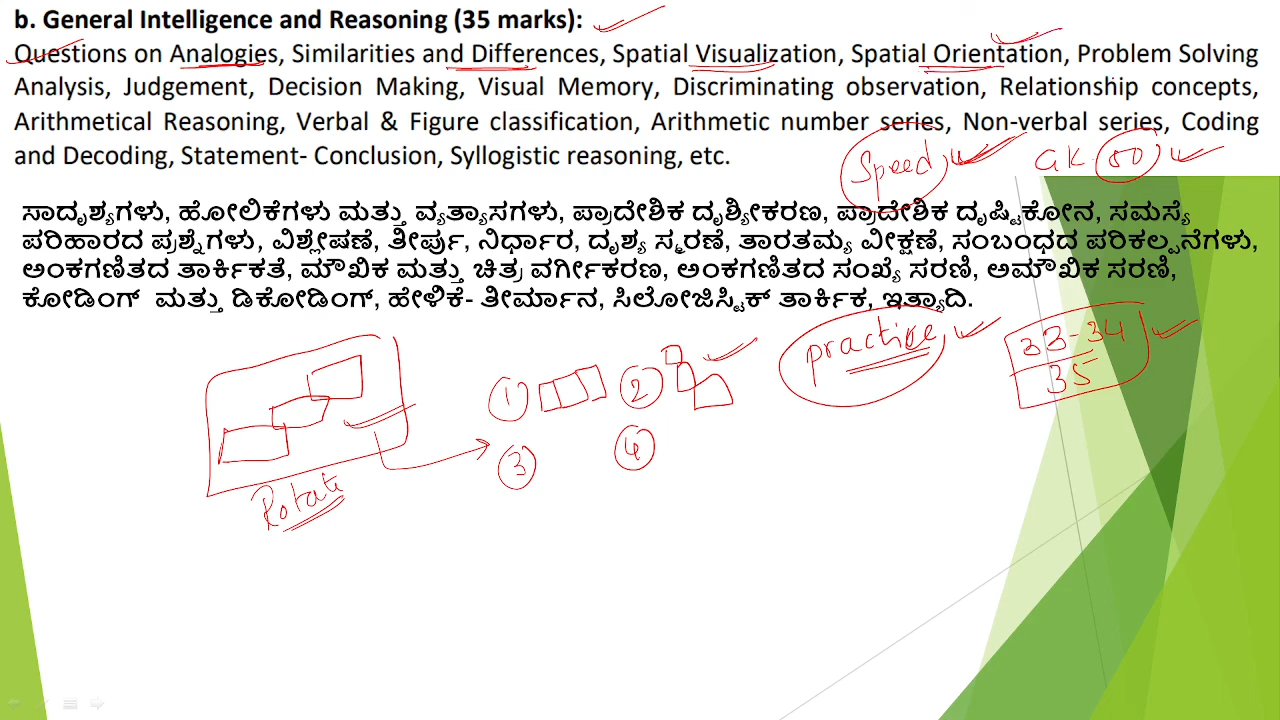 b. General Intelligence and Reasoning (35 marks):
Questions on Analogies, Similarities and Differences, Spatial Visualization, Spatial Orientation, Problem Solving
Analysis, Judgement, Decision Making, Visual Memory, Discriminating observation, Relationship concepts,
Arithmetical Reasoning, Verbal & Figure classification, Arithmetic number series, Non-verbal series, Coding
and Decoding, Statement- Conclusion, Syllogistic reasoning, etc.
Speed
GK 50
ಸಾದೃಶ್ಯಗಳು, ಹೋಲಿಕೆಗಳು ಮತ್ತು ವ್ಯತ್ಯಾಸಗಳು, ಪ್ರಾದೇಶಿಕ ದೃಶ್ಯೀಕರಣ, ಪ್ರಾದೇಶಿಕ ದೃಷ್ಟಿಕೋನ, ಸಮಸ್ಯೆ
ಪರಿಹಾರದ ಪ್ರಶ್ನೆಗಳು, ವಿಶ್ಲೇಷಣೆ, ತೀರ್ಪು, ನಿರ್ಧಾರ, ದೃಶ್ಯ ಸ್ಮರಣೆ, ತಾರತಮ್ಯ ವೀಕ್ಷಣೆ, ಸಂಬಂಧದ ಪರಿಕಲ್ಪನೆಗಳು,
ಅಂಕಗಣಿತದ ತಾರ್ಕಿಕತೆ, ಮೌಖಿಕ ಮತ್ತು ಚಿತ್ರ ವರ್ಗೀಕರಣ, ಅಂಕಗಣಿತದ ಸಂಖ್ಯೆ ಸರಣಿ, ಅಮೌಖಿಕ ಸರಣಿ,
ಕೋಡಿಂಗ್ ಮತ್ತು ಡಿಕೋಡಿಂಗ್, ಹೇಳಿಕೆ- ತೀರ್ಮಾನ, ಸಿಲೋಜಿಸ್ಟಿಕ್ ತಾರ್ಕಿಕ, ಇತ್ಯಾದಿ.
practise
33-34
35
1 2
3 4
Rotate